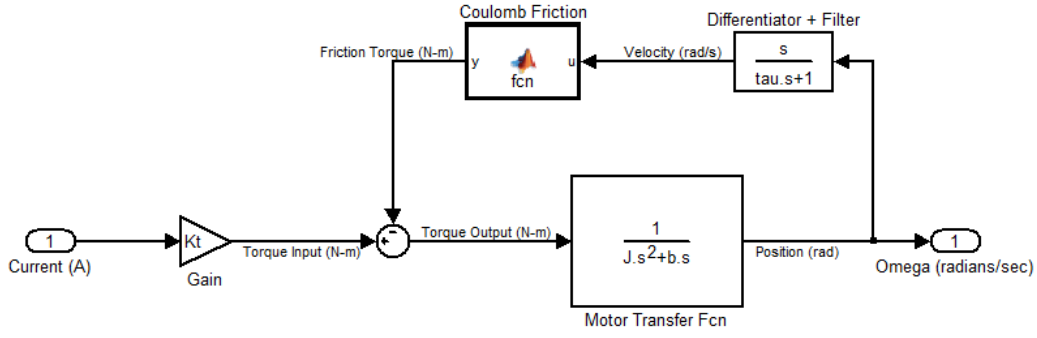 Coulomb Friction
Differentiator + Filter
Friction Torque (N-m)
y
fcn
u
Velocity (rad/s)
s
tau.s+1
1
Current (A)
Kt
Gain
Torque Input (N-m)
Torque Output (N-m)
1
J.s²+b.s
Motor Transfer Fcn
Position (rad)
1
Omega (radians/sec)